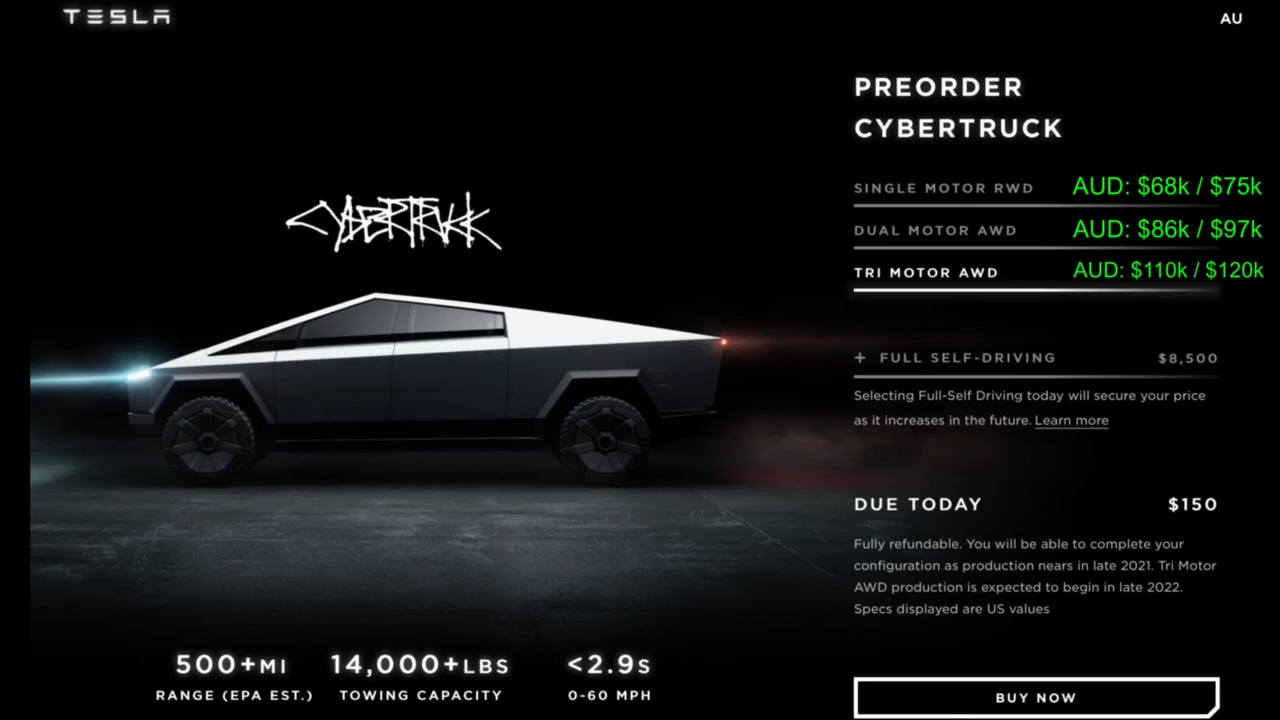 TESLA
AU
PREORDER
CYBERTRUCK
SINGLE MOTOR RWD AUD: $68k / $75k
DUAL MOTOR AWD AUD: $86k / $97k
TRI MOTOR AWD AUD: $110k / $120k
CYBERTRUCK
+ FULL SELF-DRIVING $8,500
Selecting Full-Self Driving today will secure your price
as it increases in the future. Learn more
DUE TODAY $150
Fully refundable. You will be able to complete your
configuration as production nears in late 2021. Tri Motor
AWD production is expected to begin in late 2022.
Specs displayed are US values
500+MI 14,000+LBS <2.9S
RANGE (EPA EST.) TOWING CAPACITY 0-60 MPH
BUY NOW